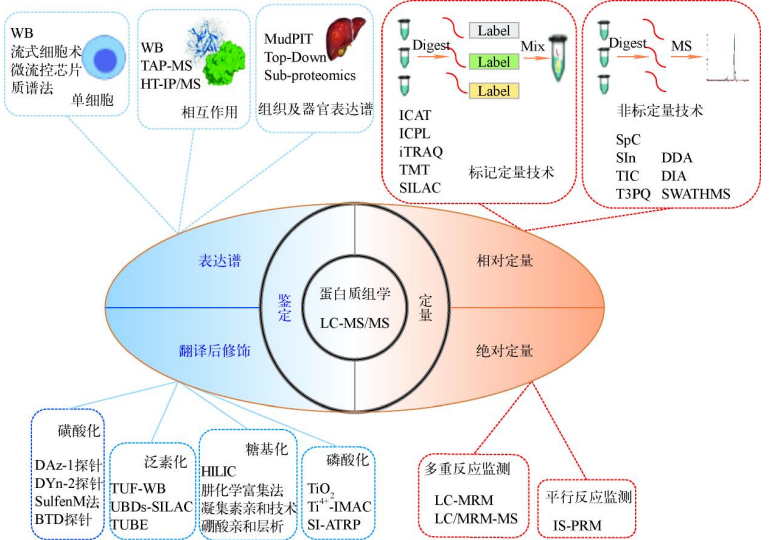 WB
流式细胞术
微流控芯片
质谱法
单细胞
WB
TAP-MS
HT-IP/MS
相互作用
MudPIT
Top-Down
Sub-proteomics
组织及器官表达谱
Digest
Label
Label
Label
Mix
ICAT
ICPL
iTRAQ
TMT
SILAC
标记定量技术
Digest
MS
非标定量技术
SpC
SIn DDA
TIC DIA
T3PQ SWATHMS
表达谱
翻译后修饰
鉴定
蛋白质组学
LC-MS/MS
定量
相对定量
绝对定量
磺酸化
DAz-1探针
DYn-2探针
SulfenM法
BTD探针
泛素化
TUF-WB
UBDs-SILAC
TUBE
糖基化
HILIC
肼化学富集法
凝集素亲和技术
硼酸亲和层析
磷酸化
TiO2
Ti4+-IMAC
SI-ATRP
多重反应监测
LC-MRM
LC/MRM-MS
平行反应监测
IS-PRM